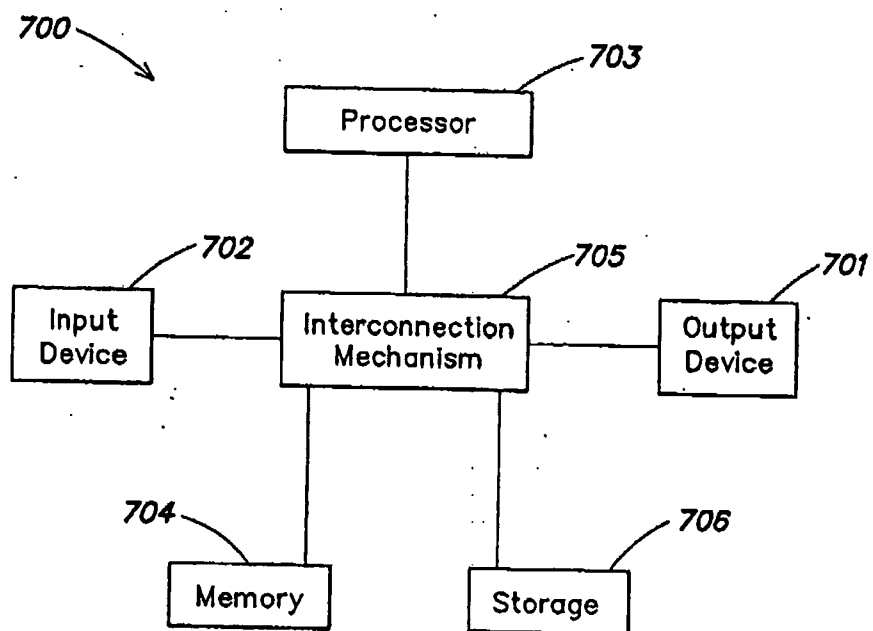 700
703
Processor
702
705
701
Input
Device
Interconnection
Mechanism
Output
Device
704
706
Memory
Storage